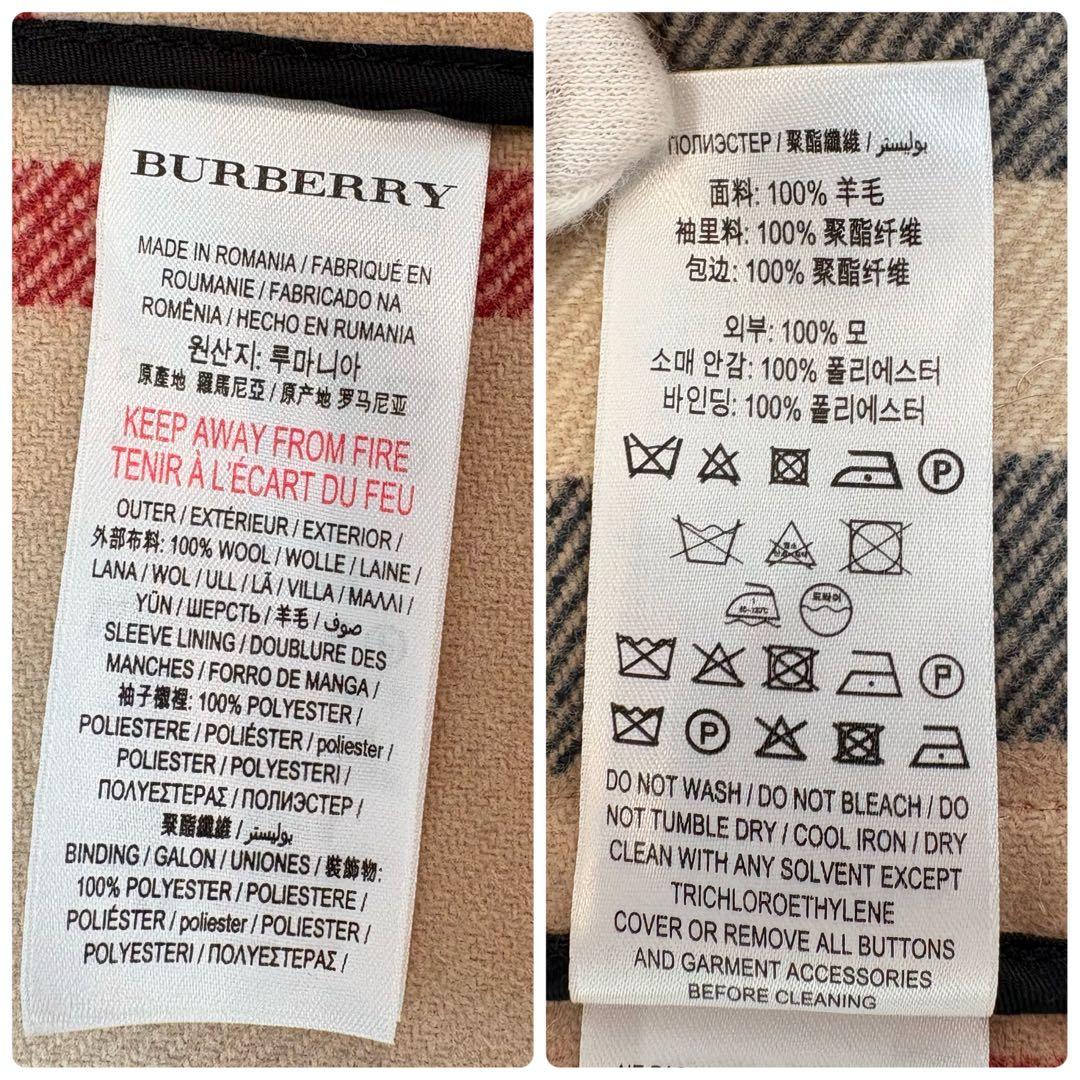 BURBERRY
MADE IN ROMANIA / FABRIQUÉ EN
ROUMANIE / FABRICADO NA
ROMÊNIA / HECHO EN RUMANIA
원산지: 루마니아
原產地 羅馬尼亞 / 原产地 罗马尼亚
KEEP AWAY FROM FIRE
TENIR À L'ÉCART DU FEU
OUTER / EXTÉRIEUR / EXTERIOR /
外部布料: 100% WOOL / WOLLE / LAINE /
LANA / WOL / ULL / LÃ / VILLA / ΜΑΛΛΙ /
YÜN / ШЕРСТЬ / 羊毛 / صوف /
SLEEVE LINING / DOUBLURE DES
MANCHES / FORRO DE MANGA /
袖子襯裡: 100% POLYESTER /
POLIESTERE / POLIÉSTER / poliester /
POLIESTER / POLYESTERI /
ΠΟΛΥΕΣΤΕΡΑΣ / ПОЛИЭСТЕР /
聚酯纖維 / بوليستر /
BINDING / GALON / UNIONES / 裝飾物:
100% POLYESTER / POLIESTERE /
POLIÉSTER / poliester / POLIESTER /
POLYESTERI / ΠΟΛΥΕΣΤΕΡΑΣ /
ПОЛИЭСТЕР / 聚酯纖維 / بوليستر
面料: 100% 羊毛
袖里料: 100% 聚酯纤维
包边: 100% 聚酯纤维
외부: 100% 모
소매 안감: 100% 폴리에스터
바인딩: 100% 폴리에스터
P
드라이
P
P
DO NOT WASH / DO NOT BLEACH / DO
NOT TUMBLE DRY / COOL IRON / DRY
CLEAN WITH ANY SOLVENT EXCEPT
TRICHLOROETHYLENE
COVER OR REMOVE ALL BUTTONS
AND GARMENT ACCESSORIES
BEFORE CLEANING